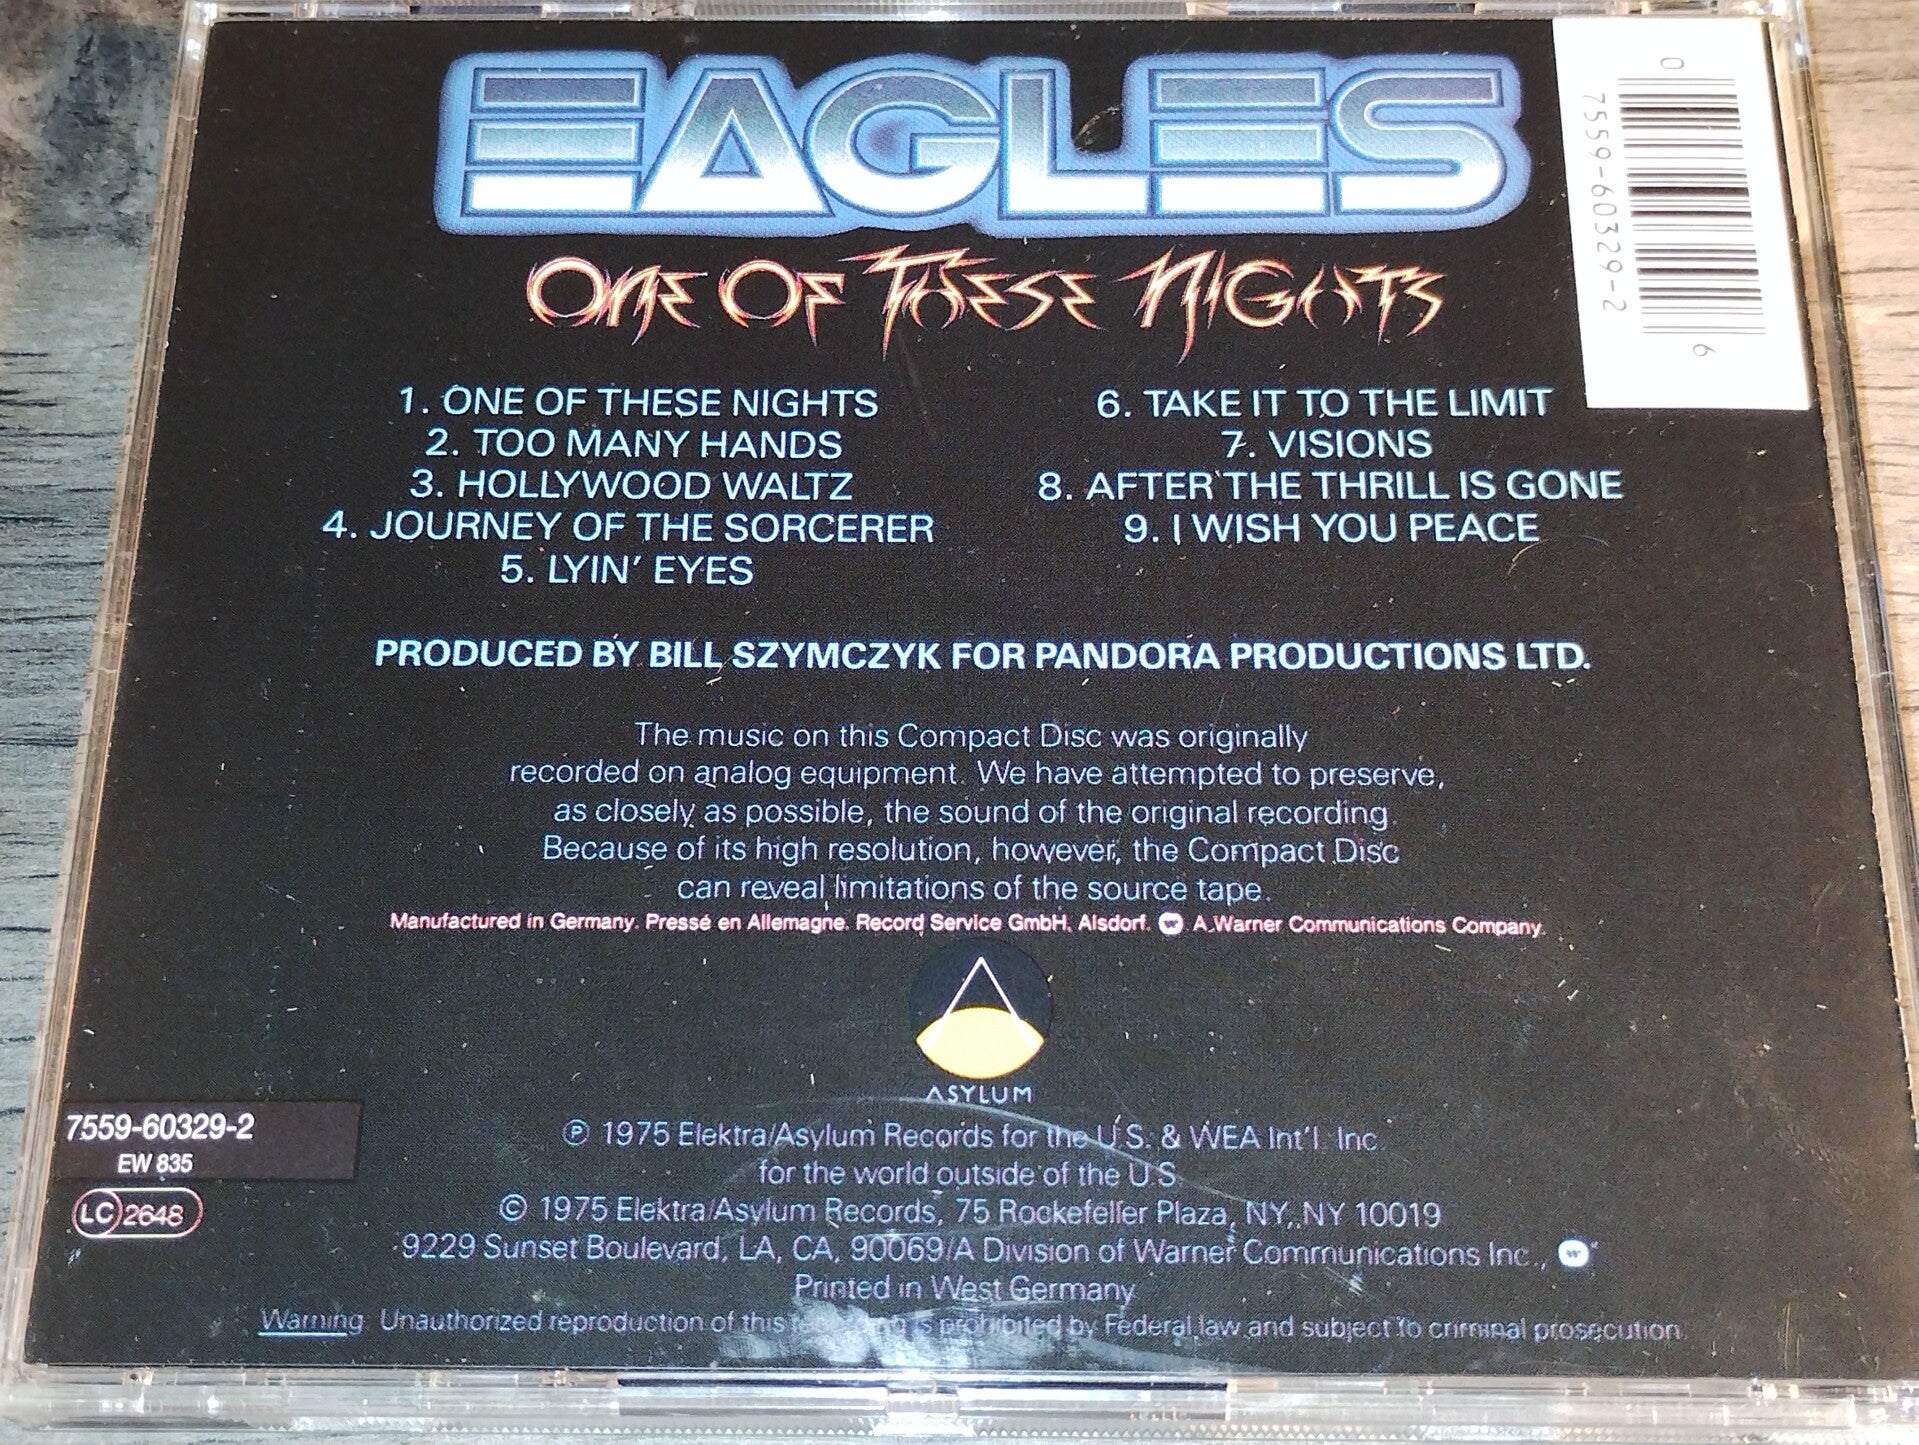 EAGLES
ONE OF THESE NIGHTS
0
7559-60329-2
6
1. ONE OF THESE NIGHTS
2. TOO MANY HANDS
3. HOLLYWOOD WALTZ
4. JOURNEY OF THE SORCERER
5. LYIN' EYES
6. TAKE IT TO THE LIMIT
7. VISIONS
8. AFTER THE THRILL IS GONE
9. I WISH YOU PEACE
PRODUCED BY BILL SZYMCZYK FOR PANDORA PRODUCTIONS LTD.
The music on this Compact Disc was originally
recorded on analog equipment. We have attempted to preserve,
as closely as possible, the sound of the original recording.
Because of its high resolution, however, the Compact Disc
can reveal limitations of the source tape.
Manufactured in Germany. Pressé en Allemagne. Record Service GmbH, Alsdorf. A Warner Communications Company.
ASYLUM
7559-60329-2
EW 835
LC 2648
℗ 1975 Elektra/Asylum Records for the U.S. & WEA Int'l. Inc.
for the world outside of the U.S.
© 1975 Elektra/Asylum Records, 75 Rockefeller Plaza, NY, NY 10019
9229 Sunset Boulevard, LA, CA, 90069/A Division of Warner Communications Inc.,
Printed in West Germany
Warning: Unauthorized reproduction of this is prohibited by Federal law and subject to criminal prosecution.